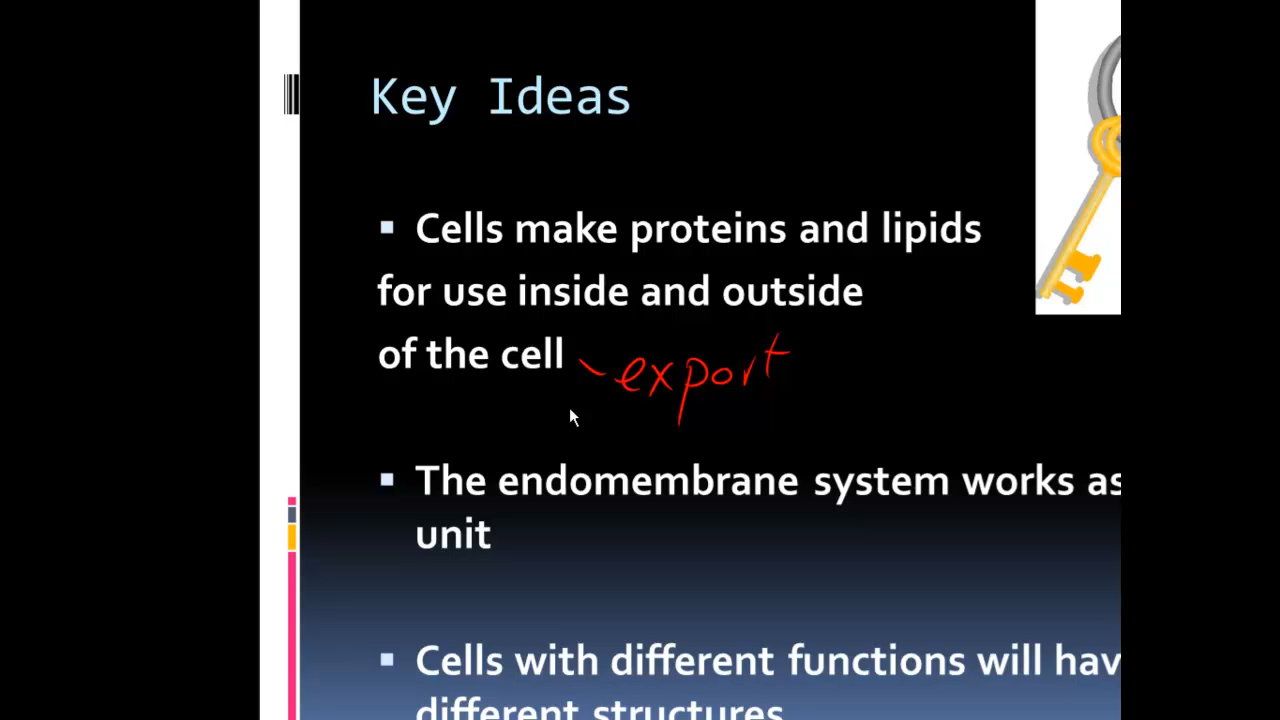 Key Ideas
Cells make proteins and lipids
for use inside and outside
of the cell - export
The endomembrane system works as
unit
Cells with different functions will hav
different structures